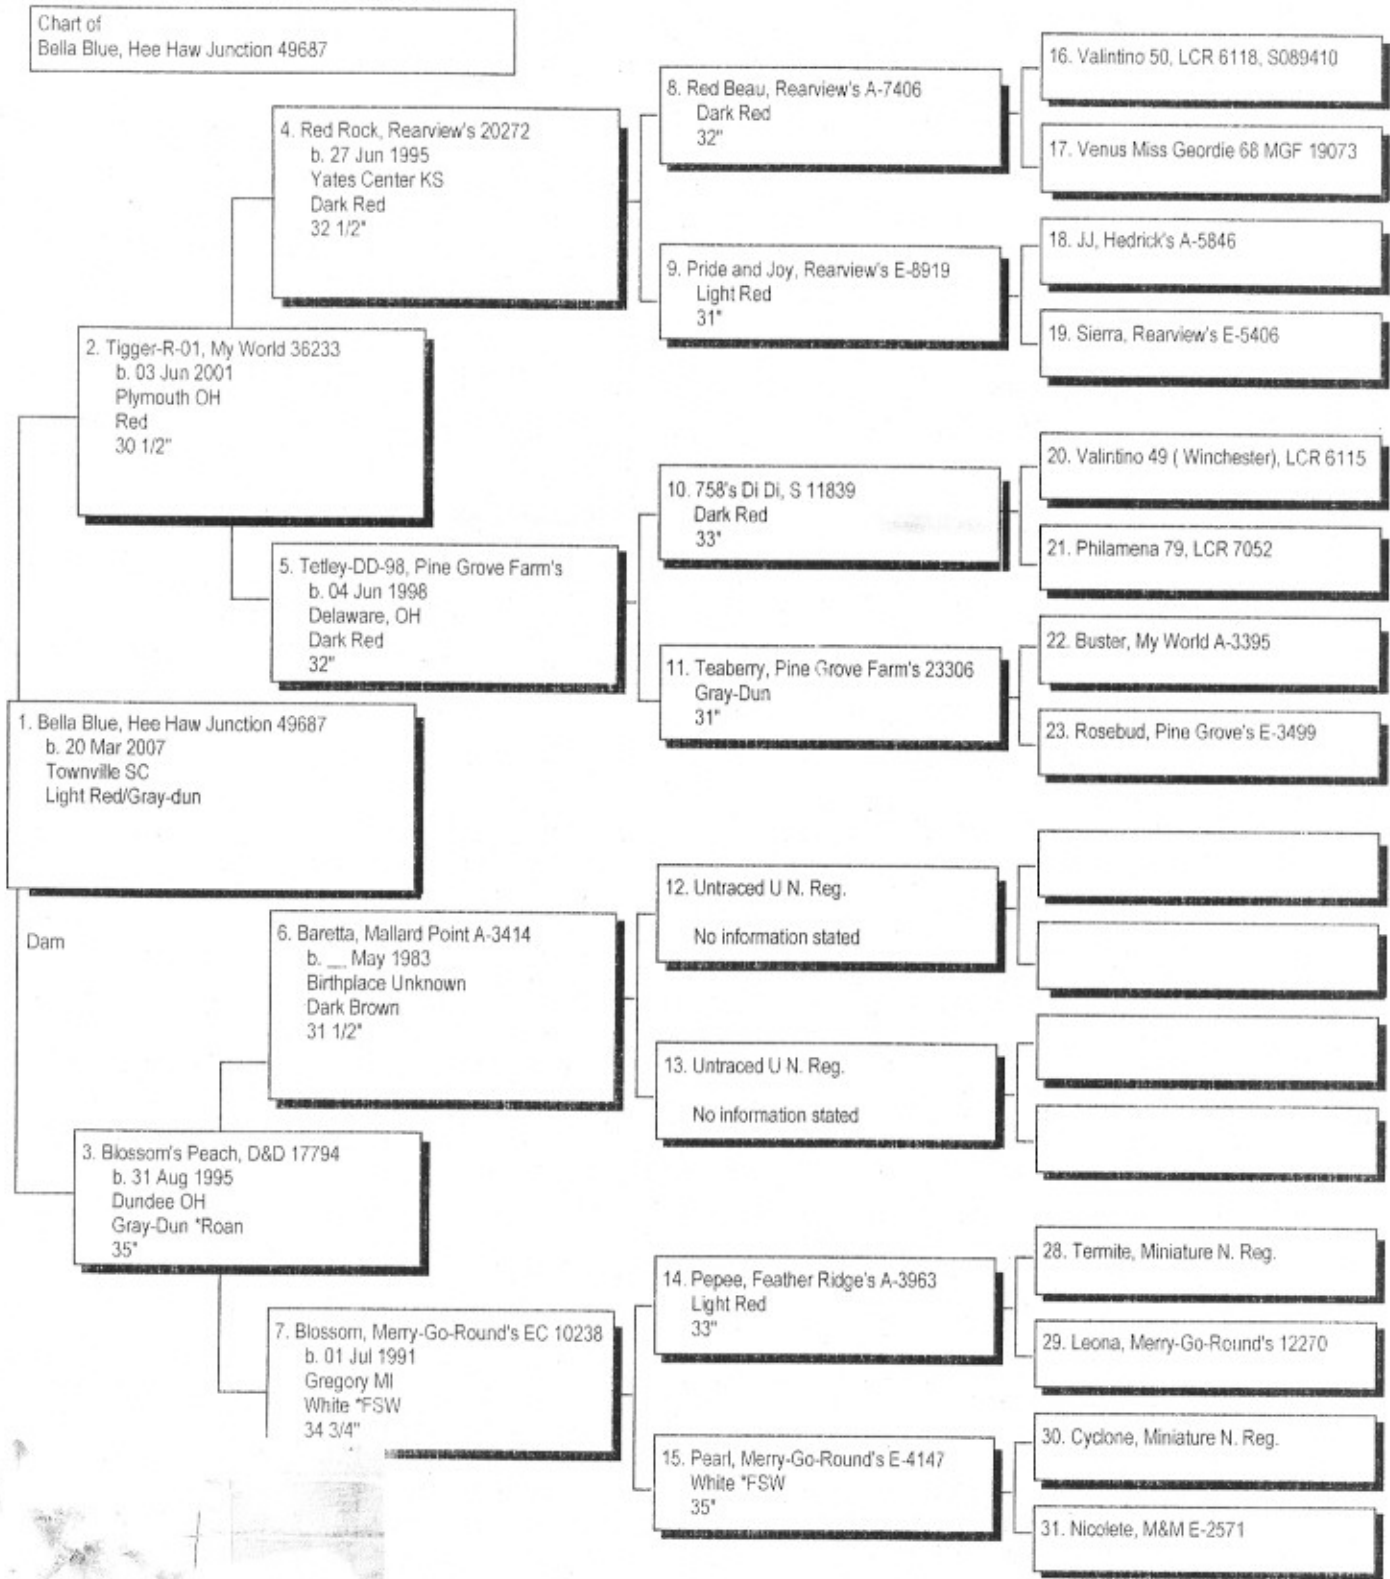 Chart of
Bella Blue, Hee Haw Junction 49687
16. Valintino 50, LCR 6118, S089410
8. Red Beau, Rearview's A-7406
Dark Red
32"
4. Red Rock, Rearview's 20272
b. 27 Jun 1995
Yates Center KS
Dark Red
32 1/2"
17. Venus Miss Geordie 68 MGF 19073
18. JJ, Hedrick's A-5846
9. Pride and Joy, Rearview's E-8919
Light Red
31"
19. Sierra, Rearview's E-5406
2. Tigger-R-01, My World 36233
b. 03 Jun 2001
Plymouth OH
Red
30 1/2"
20. Valintino 49 ( Winchester), LCR 6115
10. 758's Di Di, S 11839
Dark Red
33"
21. Philamena 79, LCR 7052
5. Tetley-DD-98, Pine Grove Farm's
b. 04 Jun 1998
Delaware, OH
Dark Red
32"
22. Buster, My World A-3395
11. Teaberry, Pine Grove Farm's 23306
Gray-Dun
31"
23. Rosebud, Pine Grove's E-3499
1. Bella Blue, Hee Haw Junction 49687
b. 20 Mar 2007
Townville SC
Light Red/Gray-dun
12. Untraced U N. Reg.
No information stated
Dam
6. Baretta, Mallard Point A-3414
b. __ May 1983
Birthplace Unknown
Dark Brown
31 1/2"
13. Untraced U N. Reg.
No information stated
3. Blossom's Peach, D&D 17794
b. 31 Aug 1995
Dundee OH
Gray-Dun *Roan
35"
28. Termite, Miniature N. Reg.
14. Pepee, Feather Ridge's A-3963
Light Red
33"
29. Leona, Merry-Go-Round's 12270
7. Blossom, Merry-Go-Round's EC 10238
b. 01 Jul 1991
Gregory MI
White *FSW
34 3/4"
30. Cyclone, Miniature N. Reg.
15. Pearl, Merry-Go-Round's E-4147
White *FSW
35"
31. Nicolete, M&M E-2571